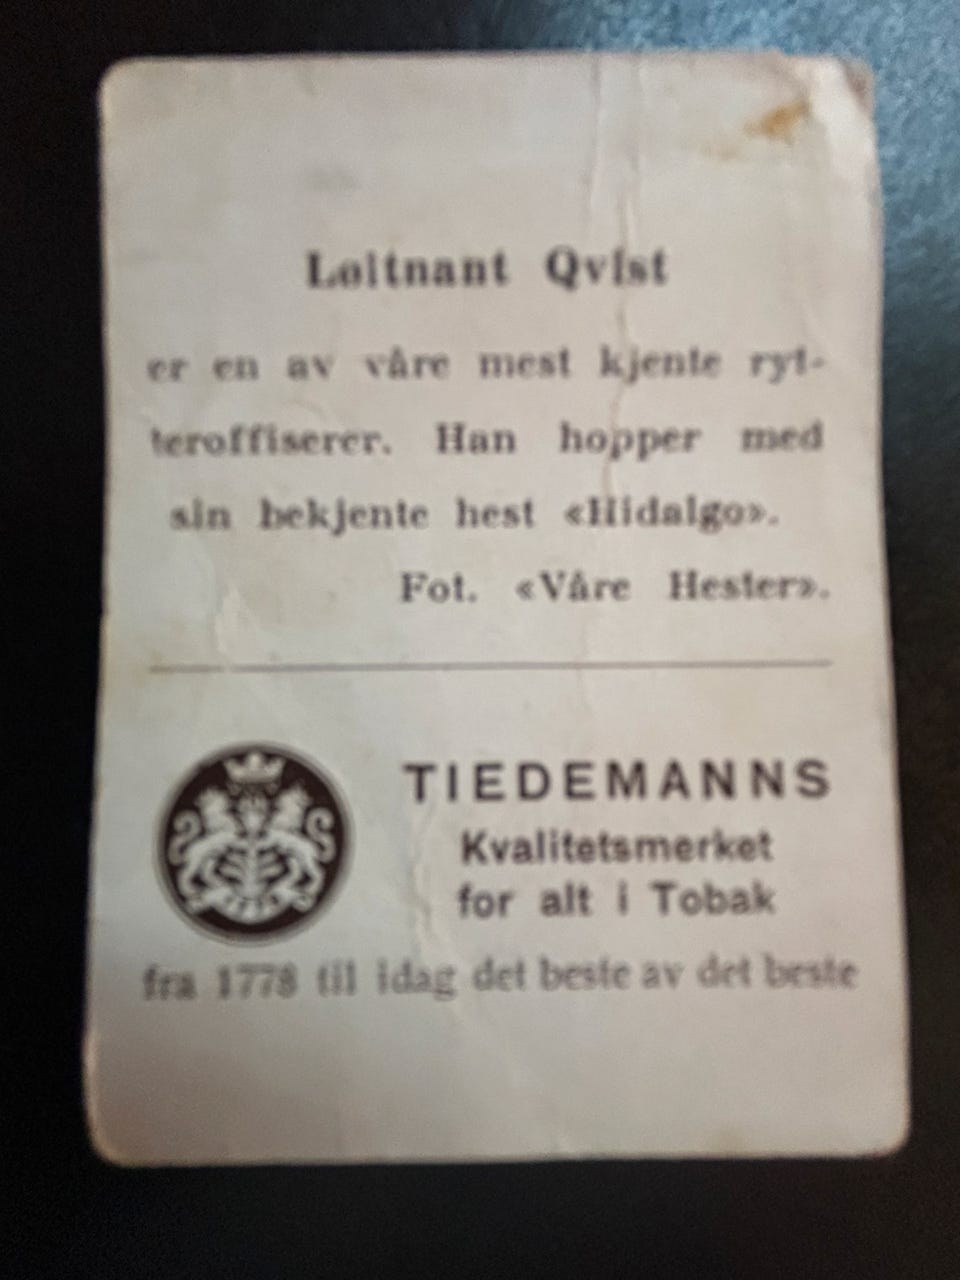 Løitnant Qvist
er en av våre mest kjente ryt-
teroffiserer. Han hopper med
sin bekjente hest «Hidalgo».
Fot. «Våre Hester».
TIEDEMANNS
Kvalitetsmerket
for alt i Tobak
fra 1778 til idag det beste av det beste